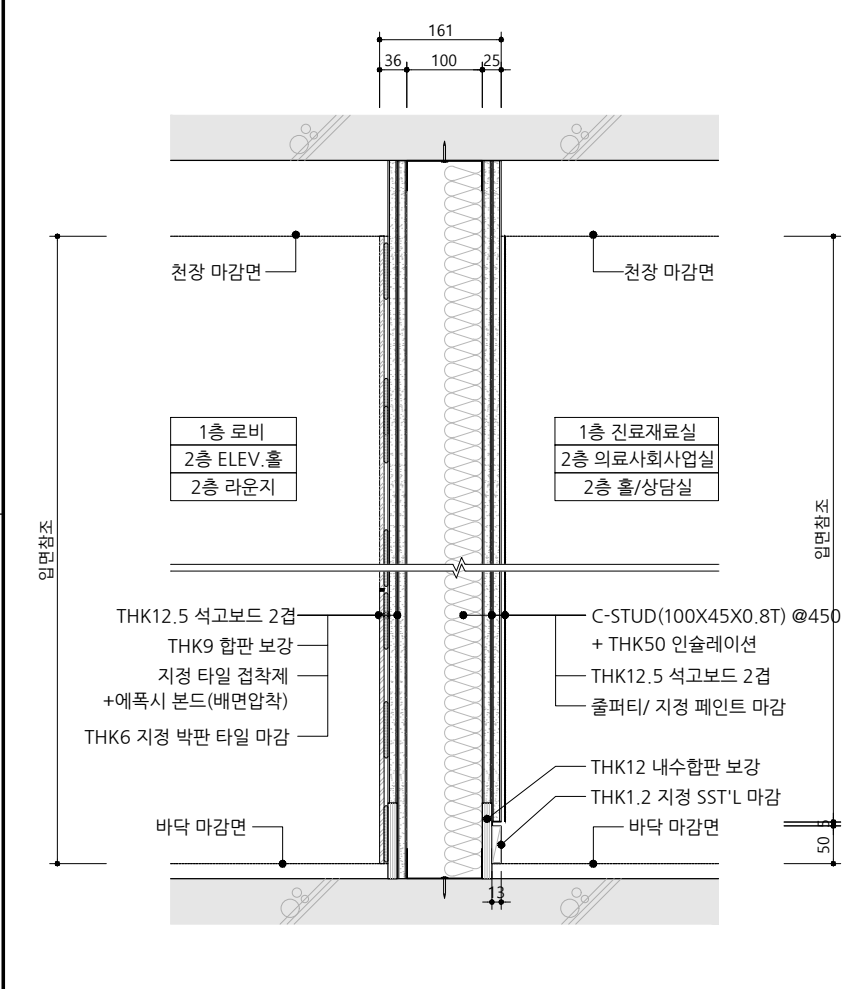 161
36 100 25
천장 마감면
천장 마감면
1층 로비
2층 ELEV.홀
2층 라운지
1층 진료재료실
2층 의료사회사업실
2층 홀/상담실
입면참조
입면참조
THK12.5 석고보드 2겹
THK9 합판 보강
지정 타일 접착제
+에폭시 본드(배면압착)
THK6 지정 박판 타일 마감
C-STUD(100X45X0.8T) @450
+ THK50 인슐레이션
THK12.5 석고보드 2겹
줄퍼티/ 지정 페인트 마감
THK12 내수합판 보강
THK1.2 지정 SST'L 마감
바닥 마감면
바닥 마감면
5
50
13